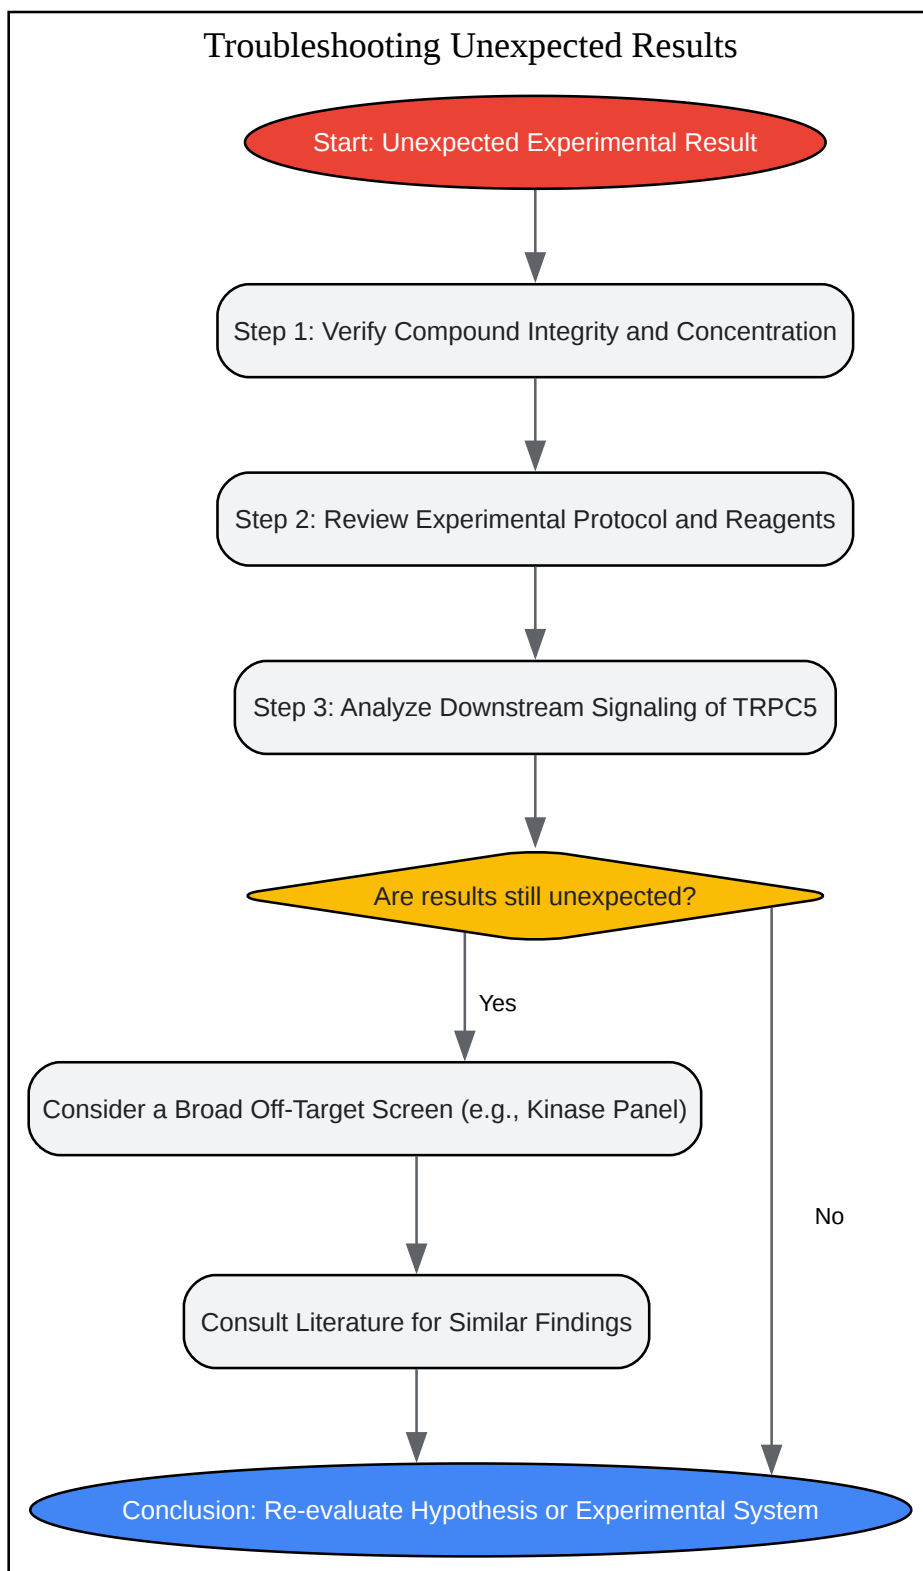 Troubleshooting Unexpected Results
Start: Unexpected Experimental Result
Step 1: Verify Compound Integrity and Concentration
Step 2: Review Experimental Protocol and Reagents
Step 3: Analyze Downstream Signaling of TRPC5
Are results still unexpected?
Yes
Consider a Broad Off-Target Screen (e.g., Kinase Panel)
No
Consult Literature for Similar Findings
Conclusion: Re-evaluate Hypothesis or Experimental System